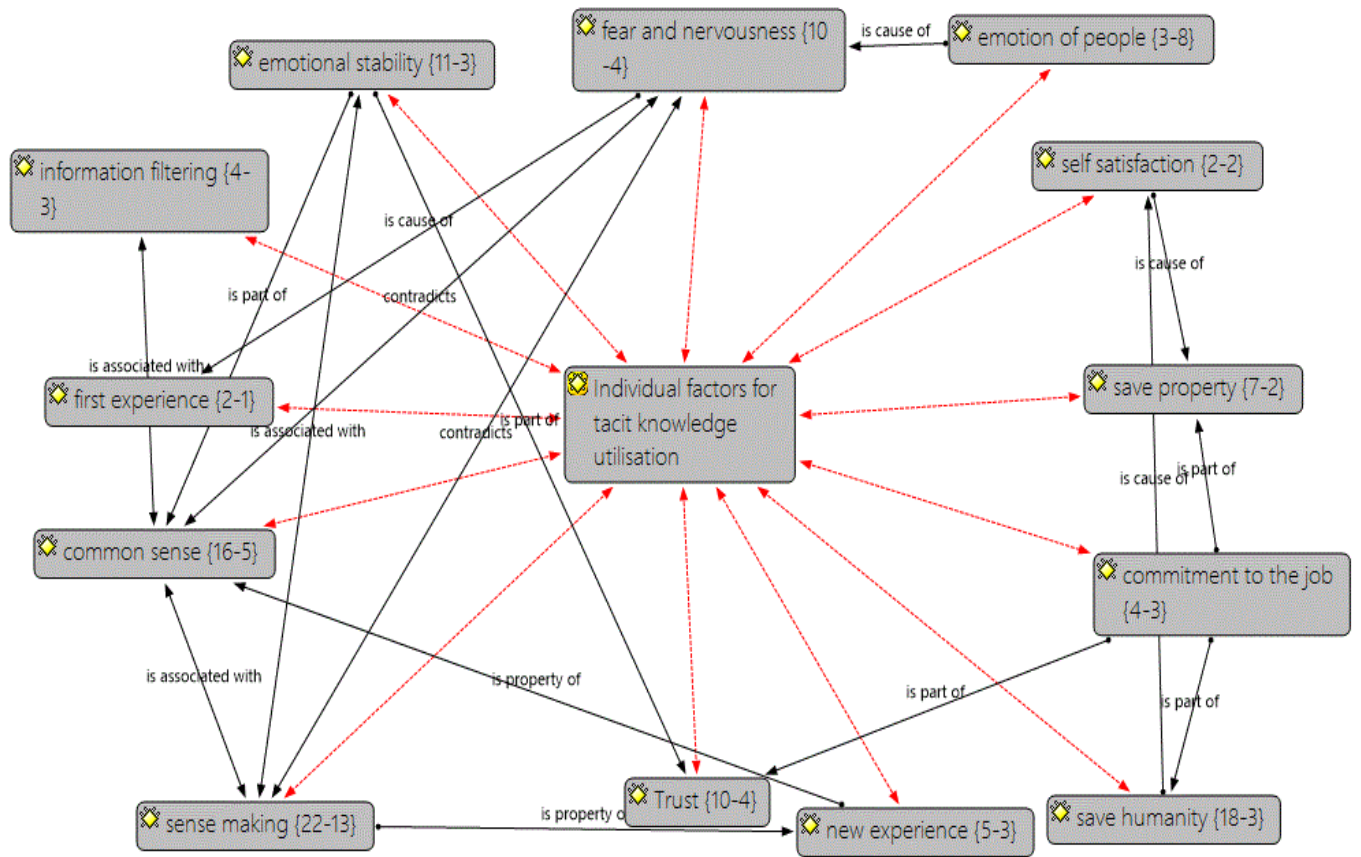 fear and nervousness {10
-4}
is cause of
emotion of people {3-8}
emotional stability {11-3}
information filtering {4-
3}
self satisfaction {2-2}
is cause of
is cause of
is part of
contradicts
is associated with
first experience {2-1}
Individual factors for
tacit knowledge
utilisation
save property {7-2}
is part of
is associated with
contradicts
is part of
is cause of
common sense {16-5}
commitment to the job
{4-3}
is associated with
is property of
is part of
is part of
Trust {10-4}
sense making {22-13}
is property o
new experience {5-3}
save humanity {18-3}